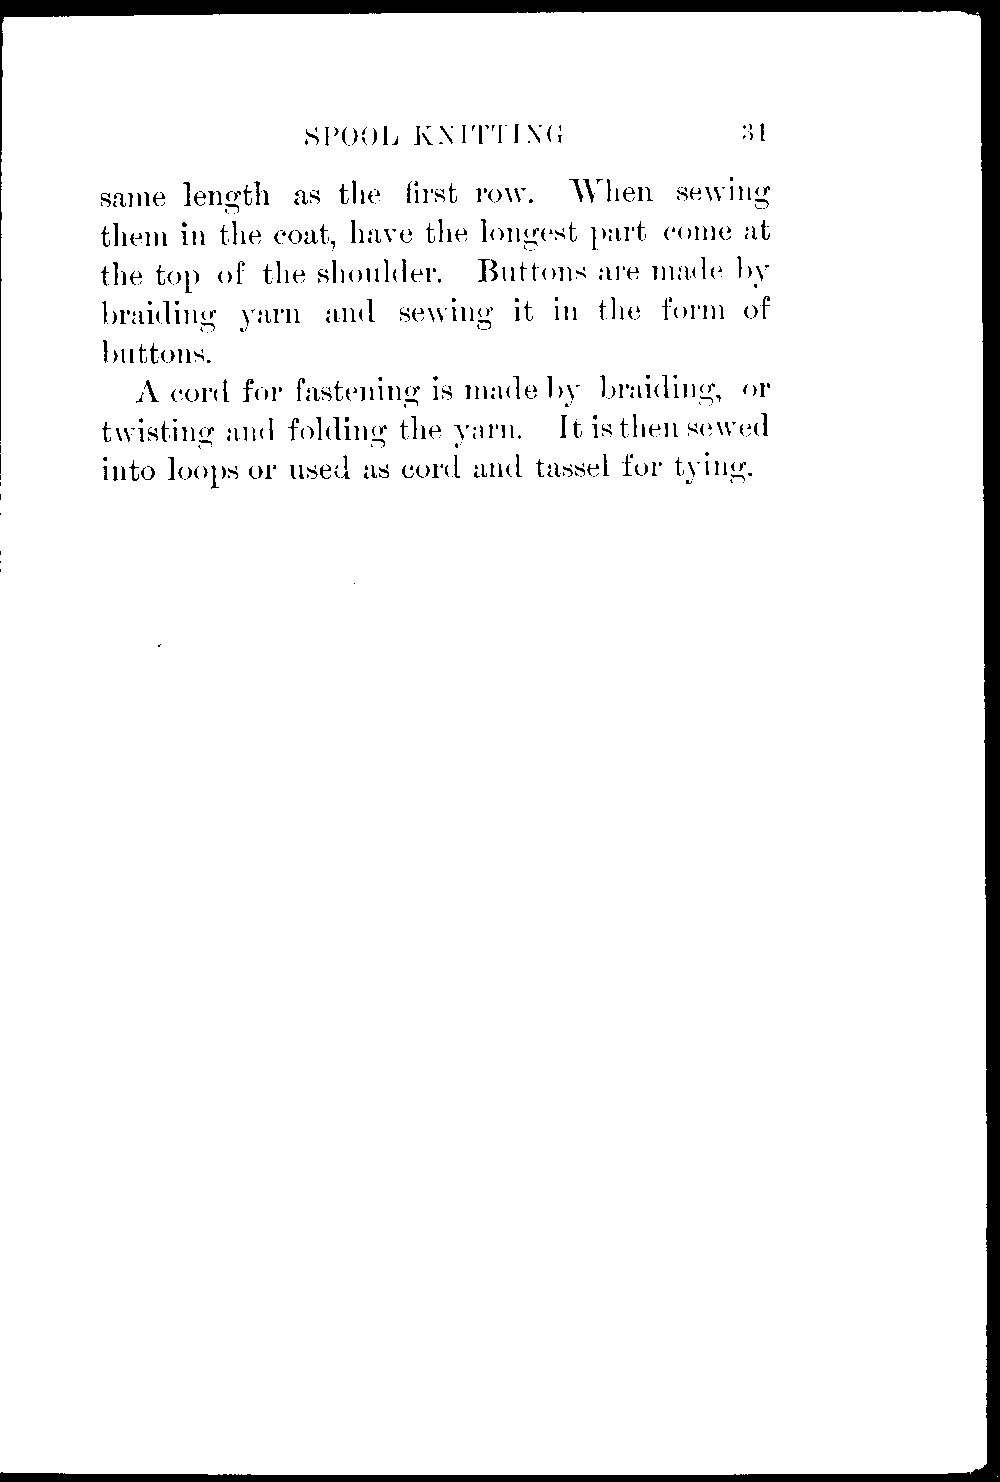 SPOOL KNITTING 31
same length as the first row. When sewing
them in the coat, have the longest part come at
the top of the shoulder. Buttons are made by
braiding yarn and sewing it in the form of
buttons.
A cord for fastening is made by braiding, or
twisting and folding the yarn. It is then sewed
into loops or used as cord and tassel for tying.